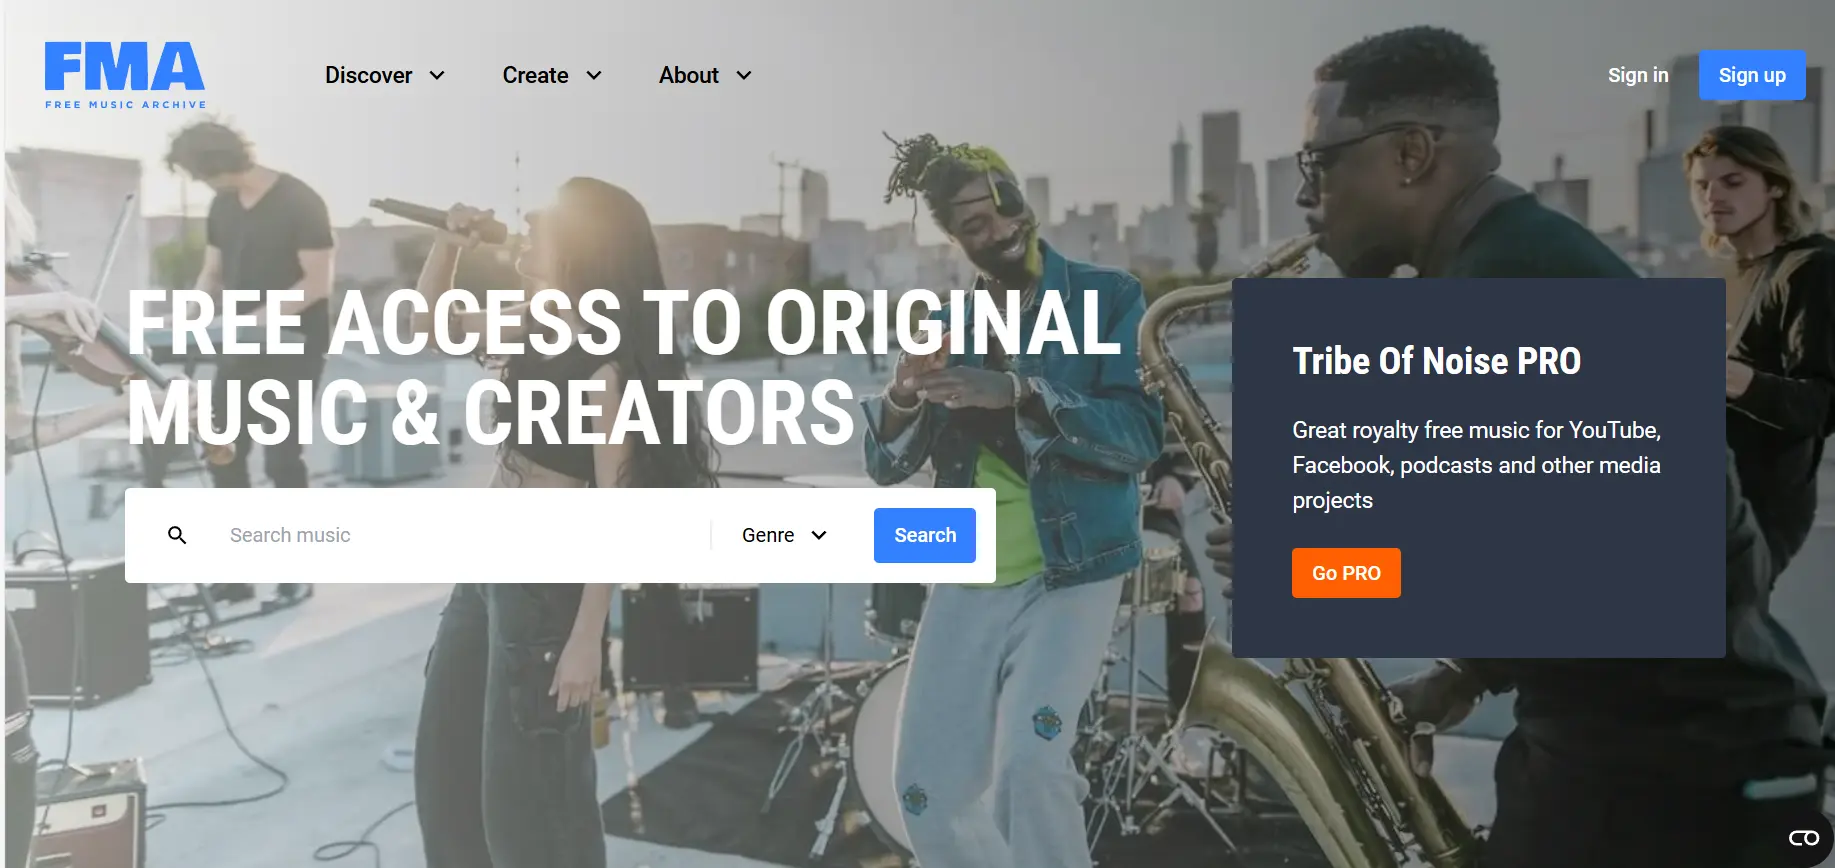 FMA
FREE MUSIC ARCHIVE
Discover
Create
About
Sign in
Sign up
FREE ACCESS TO ORIGINAL
MUSIC & CREATORS
Search music
Genre
Search
Tribe Of Noise PRO
Great royalty free music for YouTube,
Facebook, podcasts and other media
projects
Go PRO